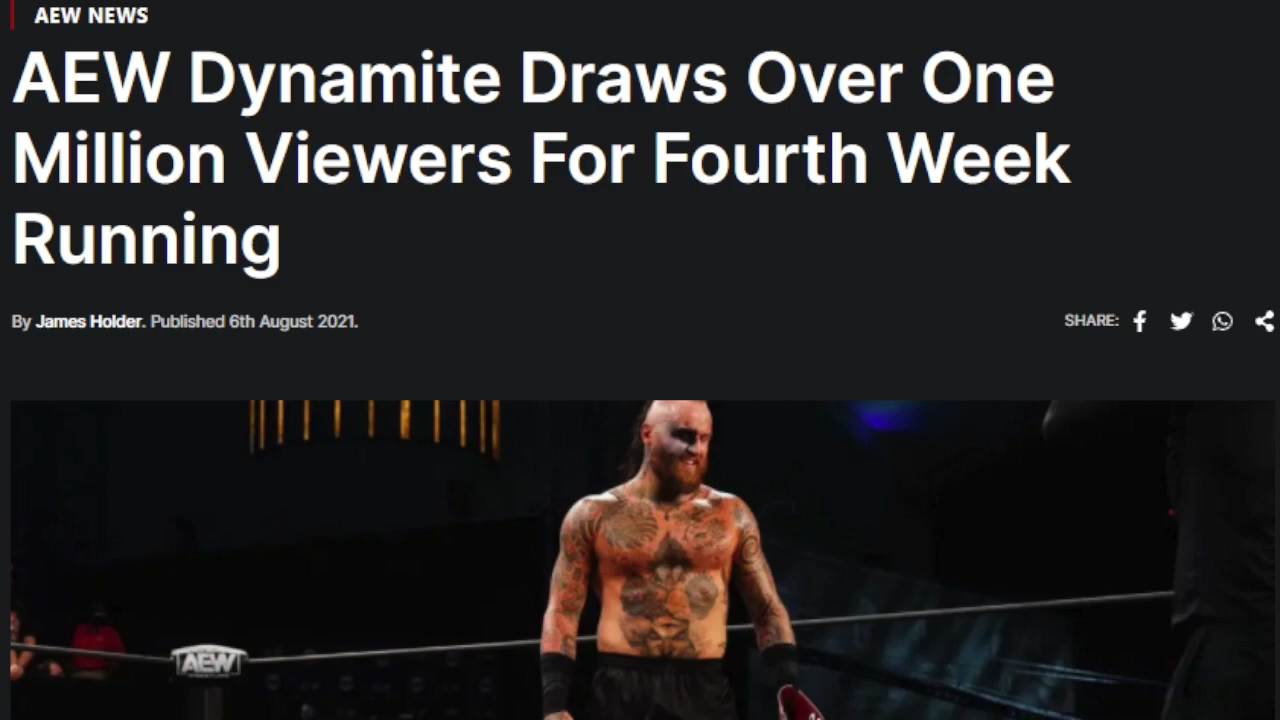 AEW NEWS
AEW Dynamite Draws Over One
Million Viewers For Fourth Week
Running
By James Holder. Published 6th August 2021.
SHARE:
AEW